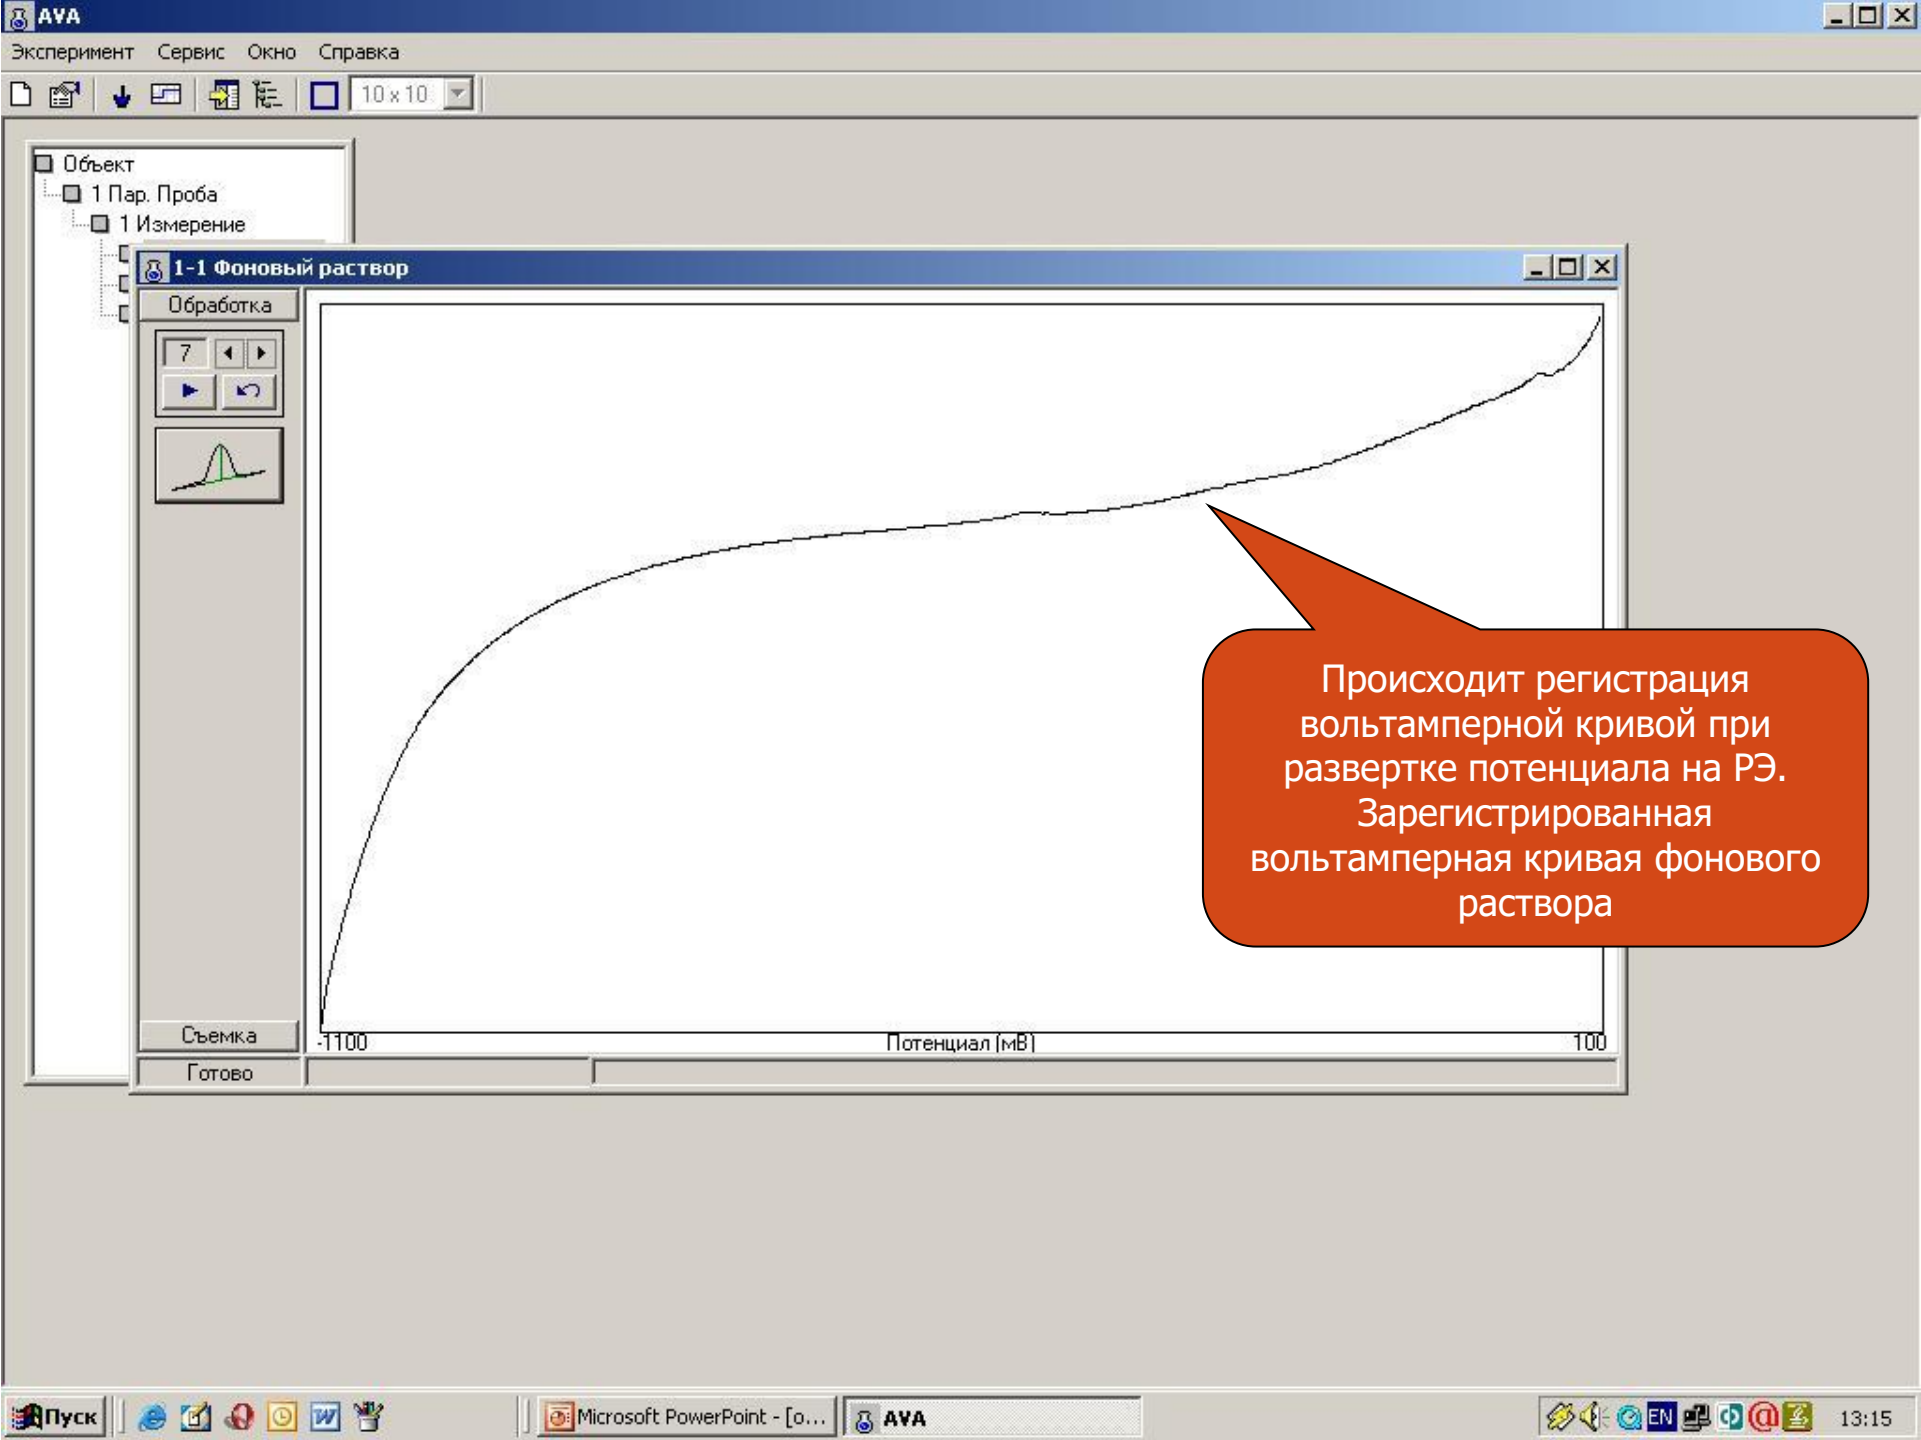 AVA
Эксперимент Сервис Окно Справка
10 x 10
Объект
1 Пар. Проба
1 Измерение
1-1 Фоновый раствор
Обработка
7
Происходит регистрация
вольтамперной кривой при
развертке потенциала на РЭ.
Зарегистрированная
вольтамперная кривая фонового
раствора
Съемка
-1100 Потенциал (мВ) 100
Готово
Пуск Microsoft PowerPoint - [о... AVA EN 13:15